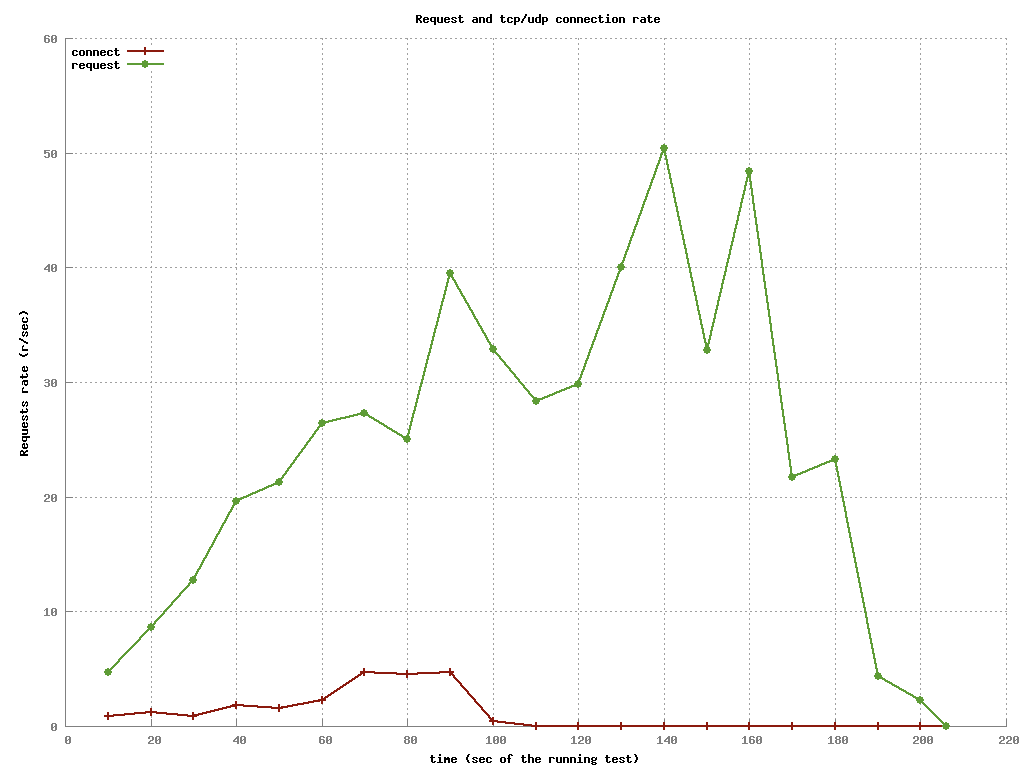 Request and tcp/udp connection rate
60
connect
request
50
40
30
20
10
0
Requests rate (r/sec)
0 20 40 60 80 100 120 140 160 180 200 220
time (sec of the running test)